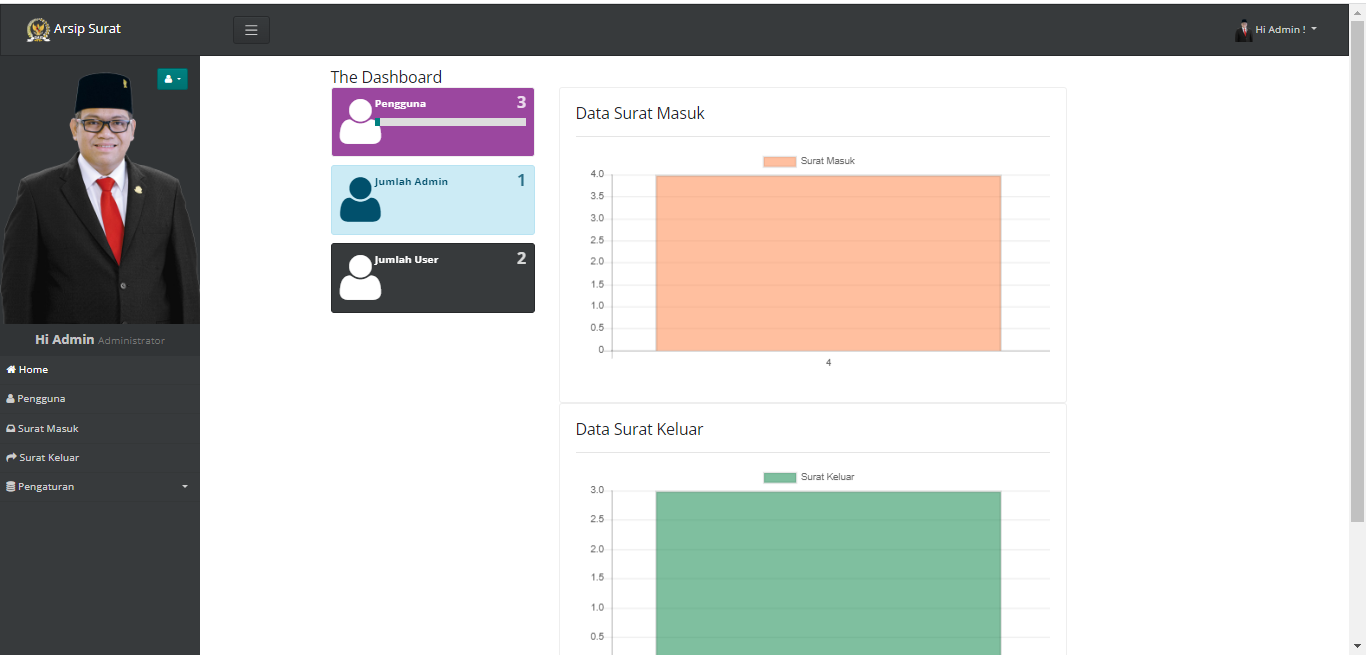 Arsip Surat
Hi Admin !
Hi Admin Administrator
Home
Pengguna
Surat Masuk
Surat Keluar
Pengaturan
The Dashboard
Pengguna 3
Jumlah Admin 1
Jumlah User 2
Data Surat Masuk
Surat Masuk
4.0
3.5
3.0
2.5
2.0
1.5
1.0
0.5
0
4
Data Surat Keluar
Surat Keluar
3.0
2.5
2.0
1.5
1.0
0.5